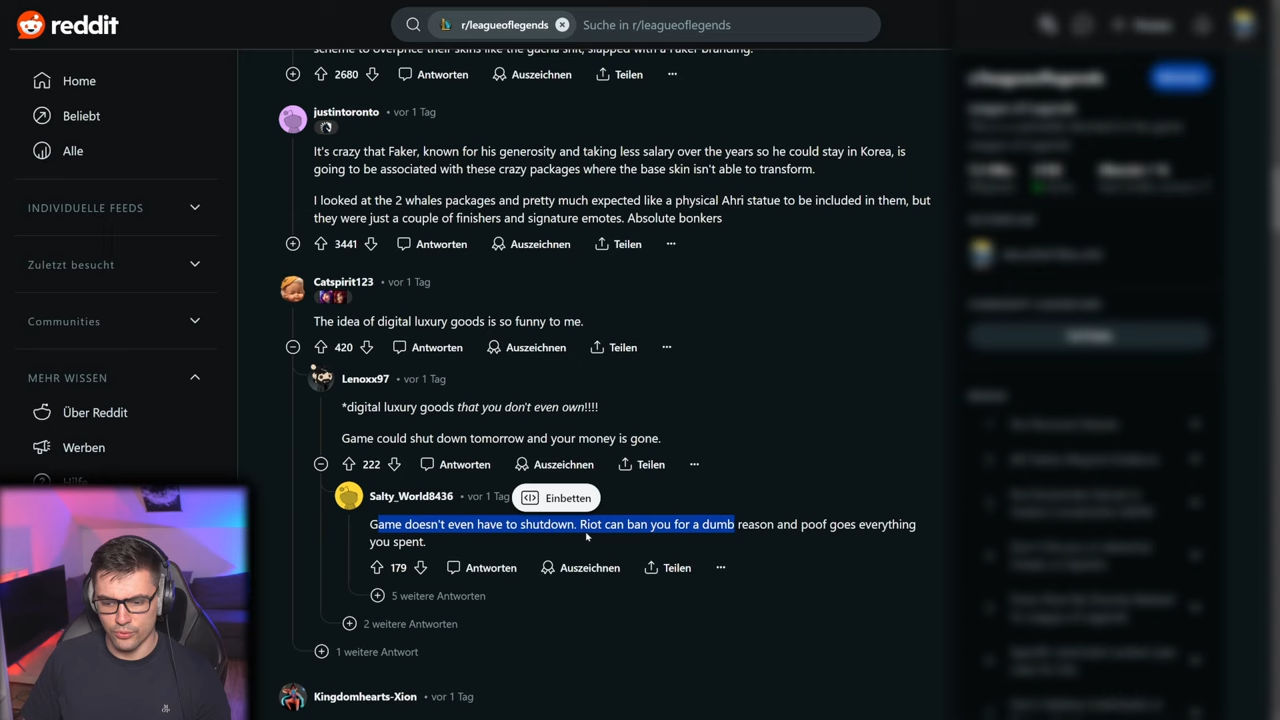 reddit
r/leagueoflegends
Suche in r/leagueoflegends
Home
Beliebt
Alle
INDIVIDUELLE FEEDS
Zuletzt besucht
Communities
MEHR WISSEN
Über Reddit
Werben
Hilfe
scheme to overprice their skins like the gacha shit, slapped with a Faker branding.
2680 Antworten Auszeichnen Teilen
justintoronto • vor 1 Tag
It's crazy that Faker, known for his generosity and taking less salary over the years so he could stay in Korea, is
going to be associated with these crazy packages where the base skin isn't able to transform.
I looked at the 2 whales packages and pretty much expected like a physical Ahri statue to be included in them, but
they were just a couple of finishers and signature emotes. Absolute bonkers
3441 Antworten Auszeichnen Teilen
Catspirit123 • vor 1 Tag
The idea of digital luxury goods is so funny to me.
420 Antworten Auszeichnen Teilen
Lenoxx97 • vor 1 Tag
*digital luxury goods that you don't even own!!!!
Game could shut down tomorrow and your money is gone.
222 Antworten Auszeichnen Teilen
Salty_World8436 • vor 1 Tag
Einbetten
Game doesn't even have to shutdown. Riot can ban you for a dumb reason and poof goes everything
you spent.
179 Antworten Auszeichnen Teilen
5 weitere Antworten
2 weitere Antworten
1 weitere Antwort
Kingdomhearts-Xion • vor 1 Tag